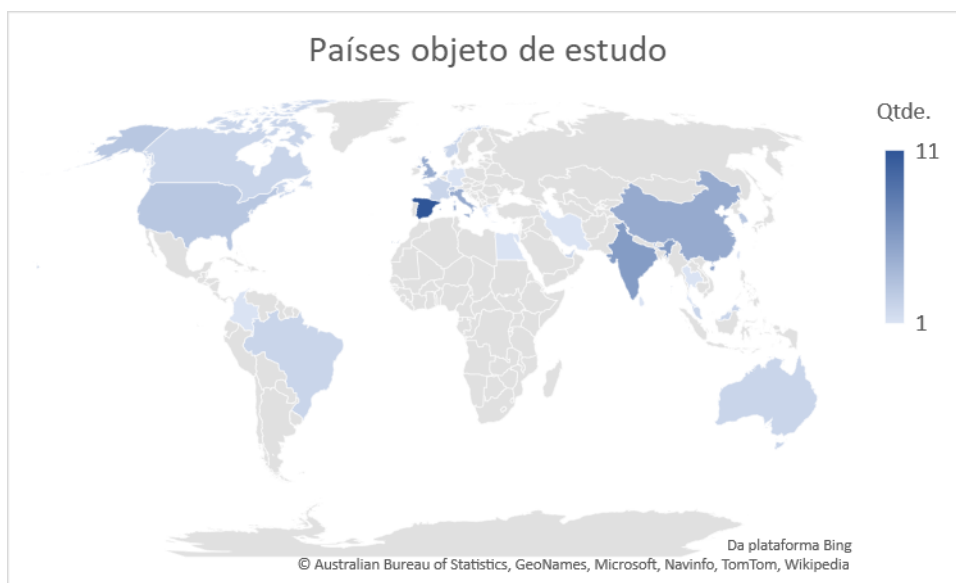 Países objeto de estudo
Qtde.
11
1
Da plataforma Bing
© Australian Bureau of Statistics, GeoNames, Microsoft, Navinfo, TomTom, Wikipedia